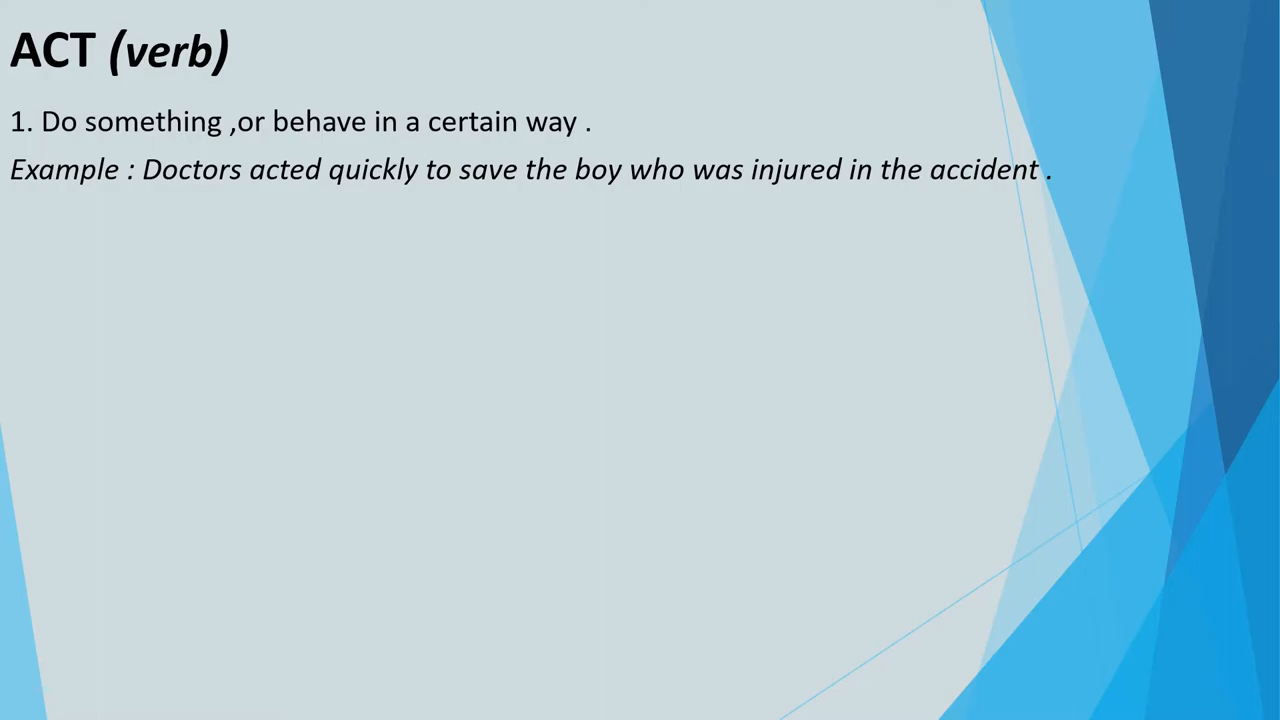 ACT (verb)
1. Do something ,or behave in a certain way .
Example : Doctors acted quickly to save the boy who was injured in the accident .